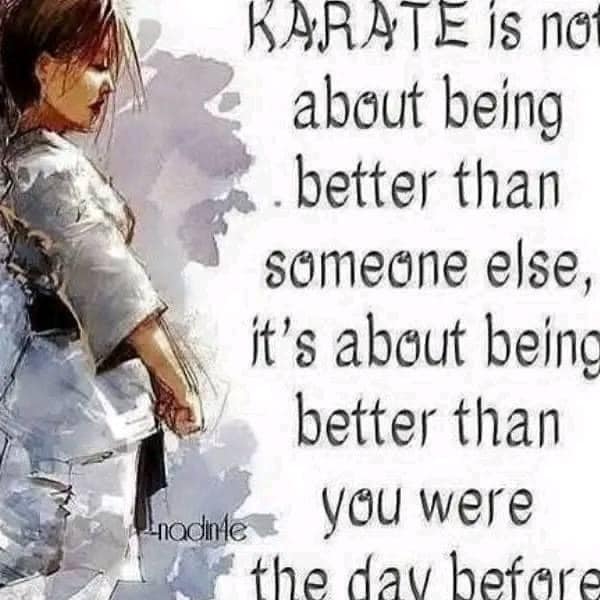 KARATE is not
about being
better than
someone else,
it's about being
better than
you were
-nadin4e
the day before